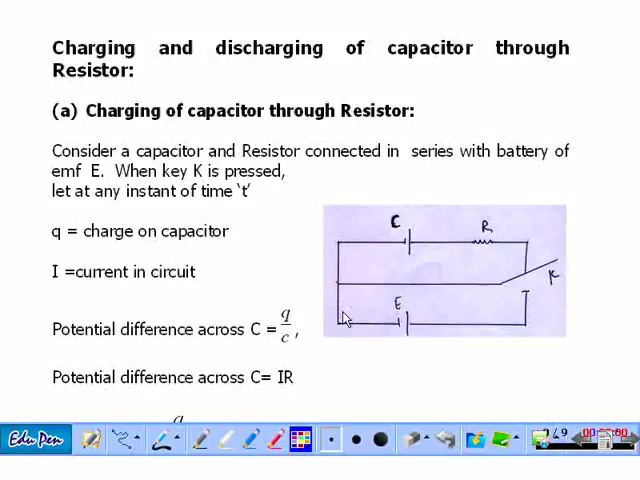 Charging and discharging of capacitor through
Resistor:
(a) Charging of capacitor through Resistor:
Consider a capacitor and Resistor connected in series with battery of
emf E. When key K is pressed,
let at any instant of time ‘t’
q = charge on capacitor
I =current in circuit
Potential difference across C = q/c ,
Potential difference across C= IR
q
C
R
K
E
Edu Pen
/ 9